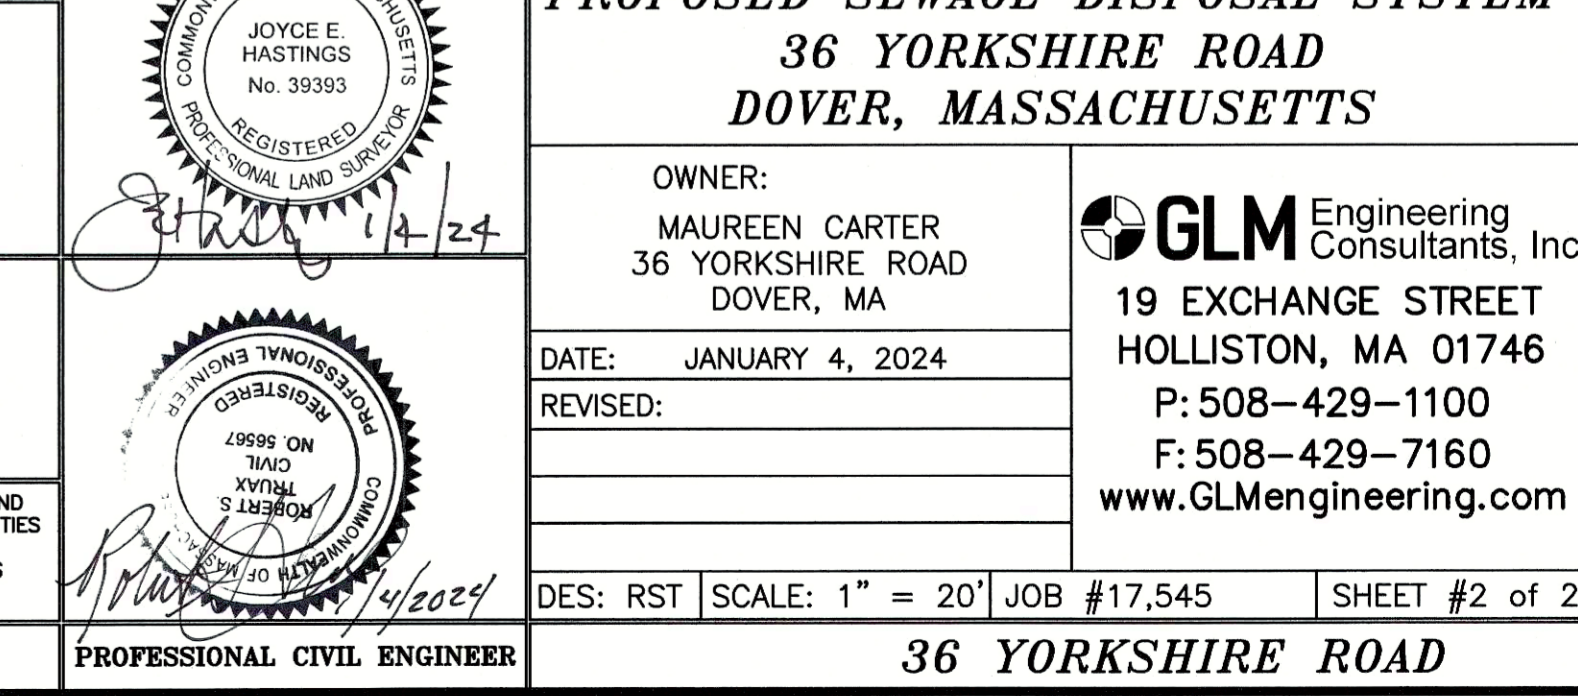 PROPOSED SEWAGE DISPOSAL SYSTEM
36 YORKSHIRE ROAD
DOVER, MASSACHUSETTS
JOYCE E.
HASTINGS
No. 39393
REGISTERED
PROFESSIONAL LAND SURVEYOR
1/4/24
OWNER:
MAUREEN CARTER
36 YORKSHIRE ROAD
DOVER, MA
DATE: JANUARY 4, 2024
REVISED:
GLM Engineering
Consultants, Inc
19 EXCHANGE STREET
HOLLISTON, MA 01746
P: 508-429-1100
F: 508-429-7160
www.GLMengineering.com
COMMONWEALTH OF
ROBERT S.
TRUAX
CIVIL
NO. 56567
REGISTERED
PROFESSIONAL ENGINEER
Robert
1/4/2024
ND
TIES
S
DES: RST
SCALE: 1" = 20'
JOB #17,545
SHEET #2 of 2
PROFESSIONAL CIVIL ENGINEER
36 YORKSHIRE ROAD